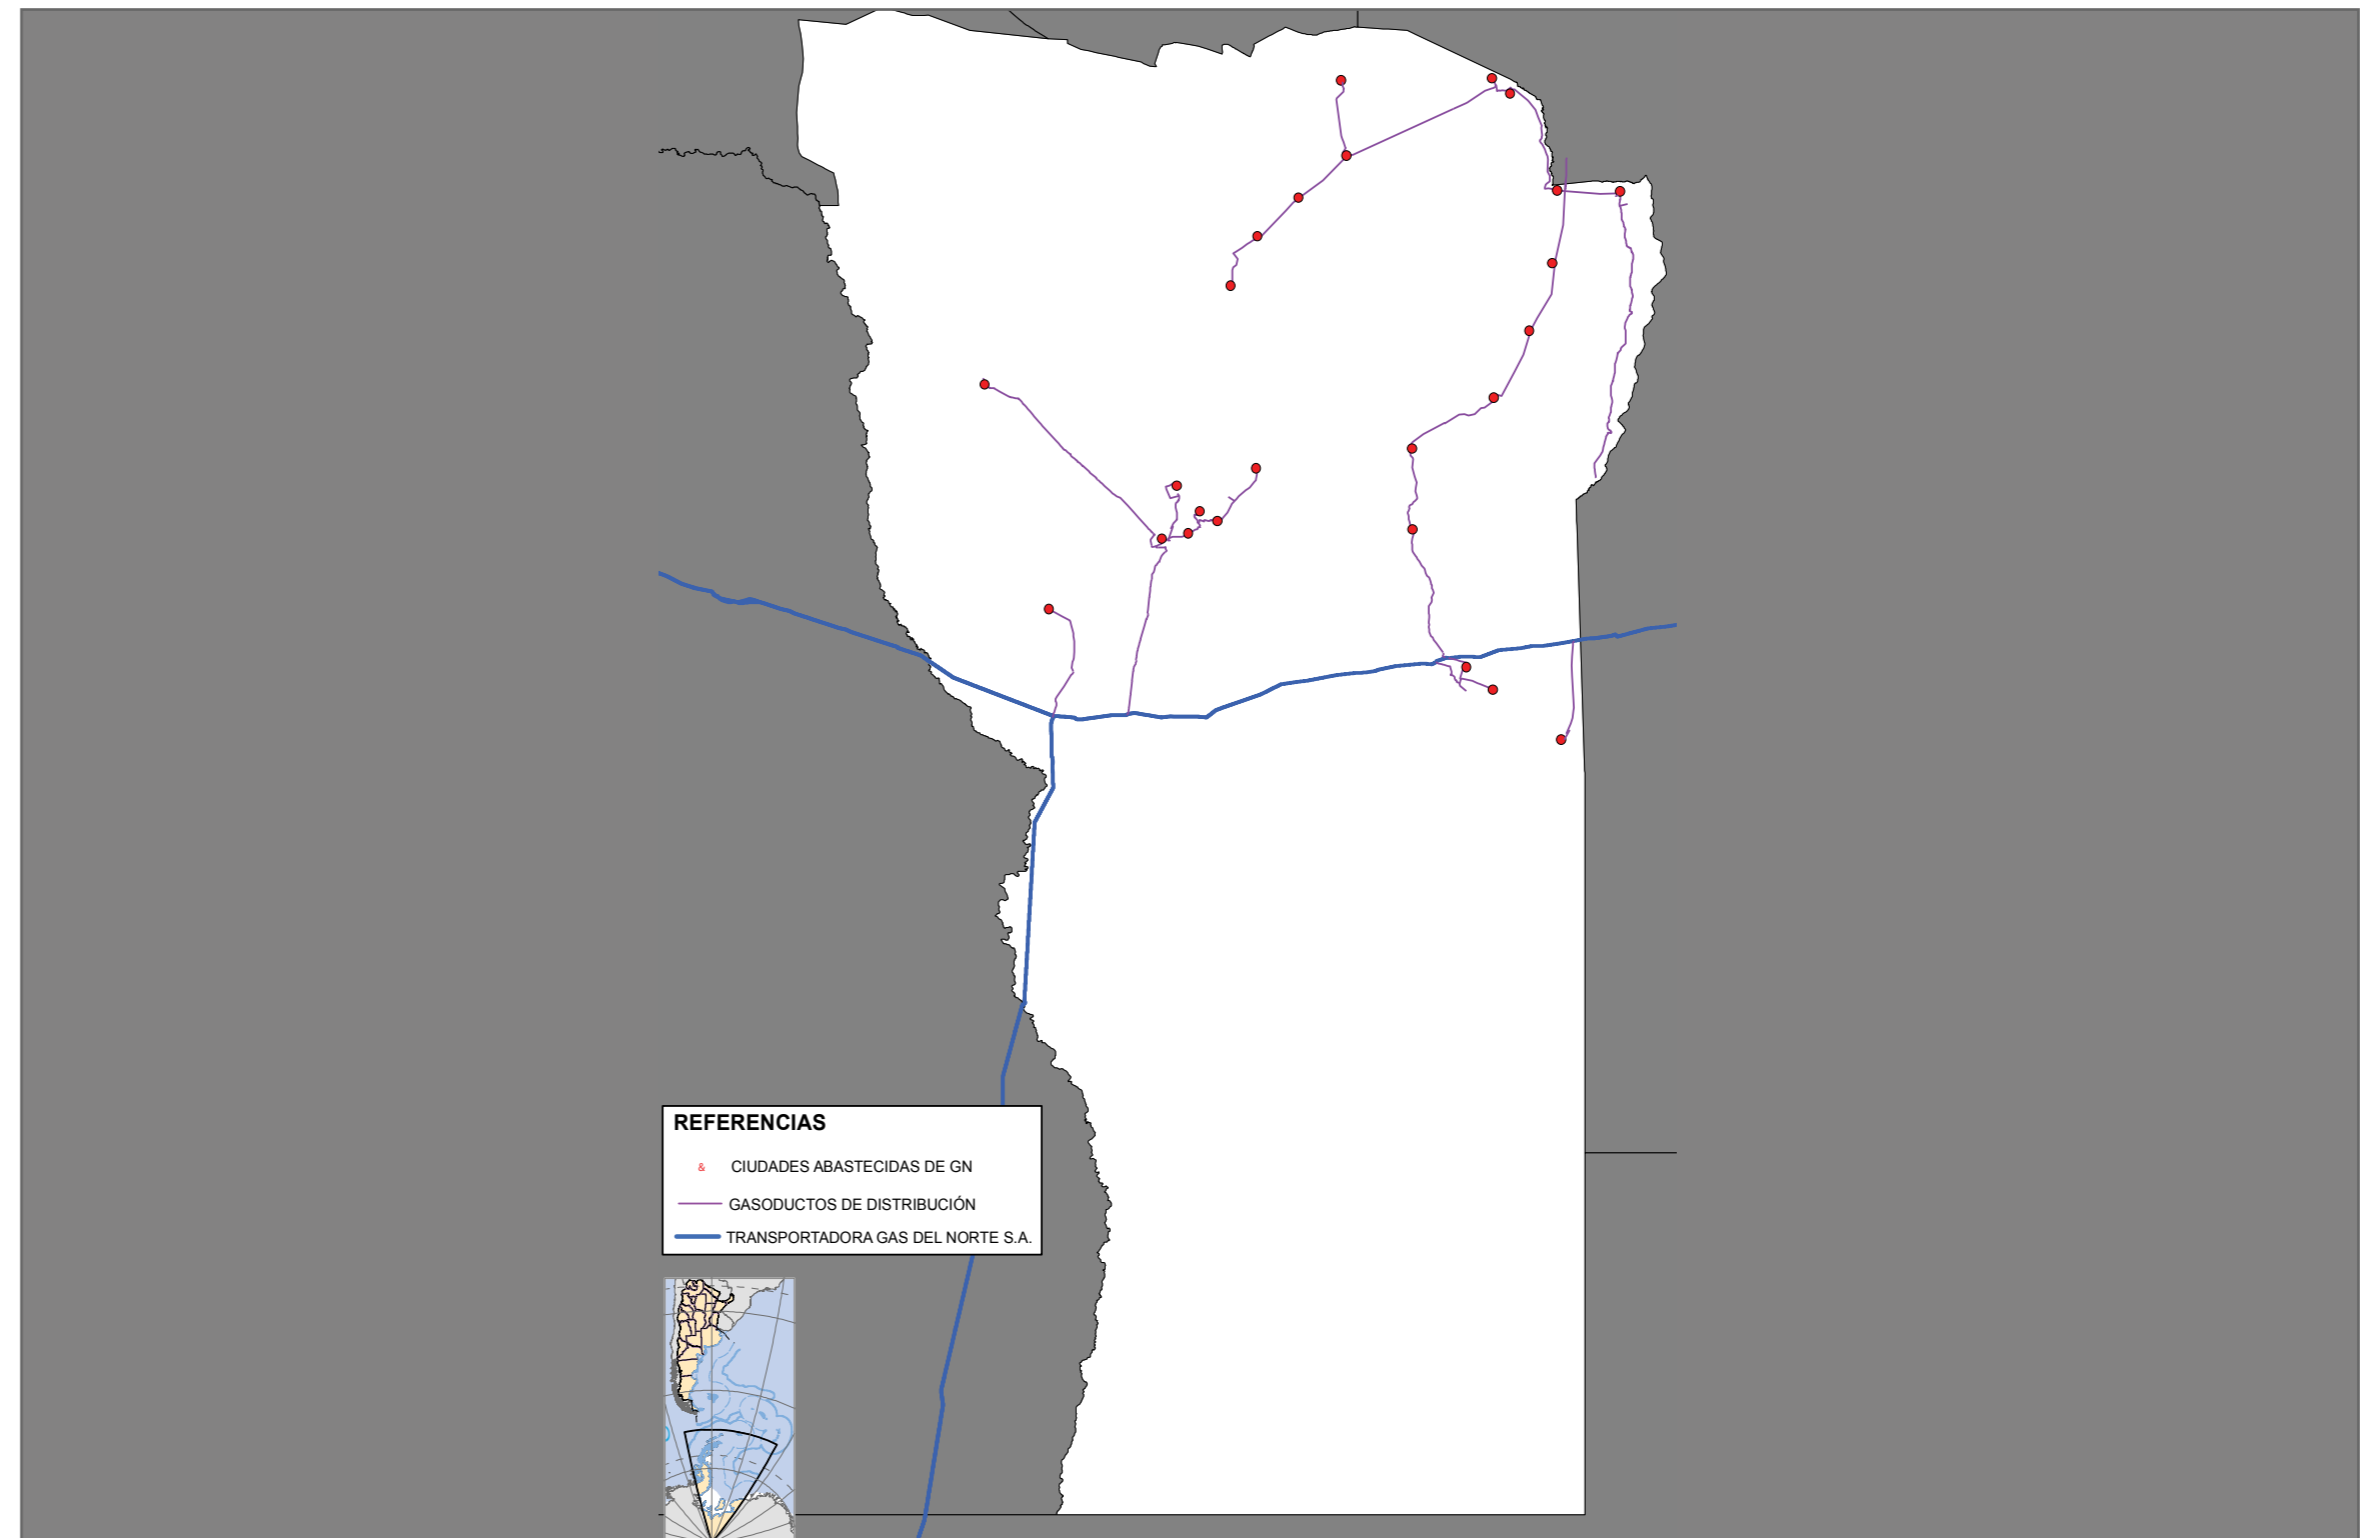 REFERENCIAS
& CIUDADES ABASTECIDAS DE GN
GASODUCTOS DE DISTRIBUCIÓN
TRANSPORTADORA GAS DEL NORTE S.A.